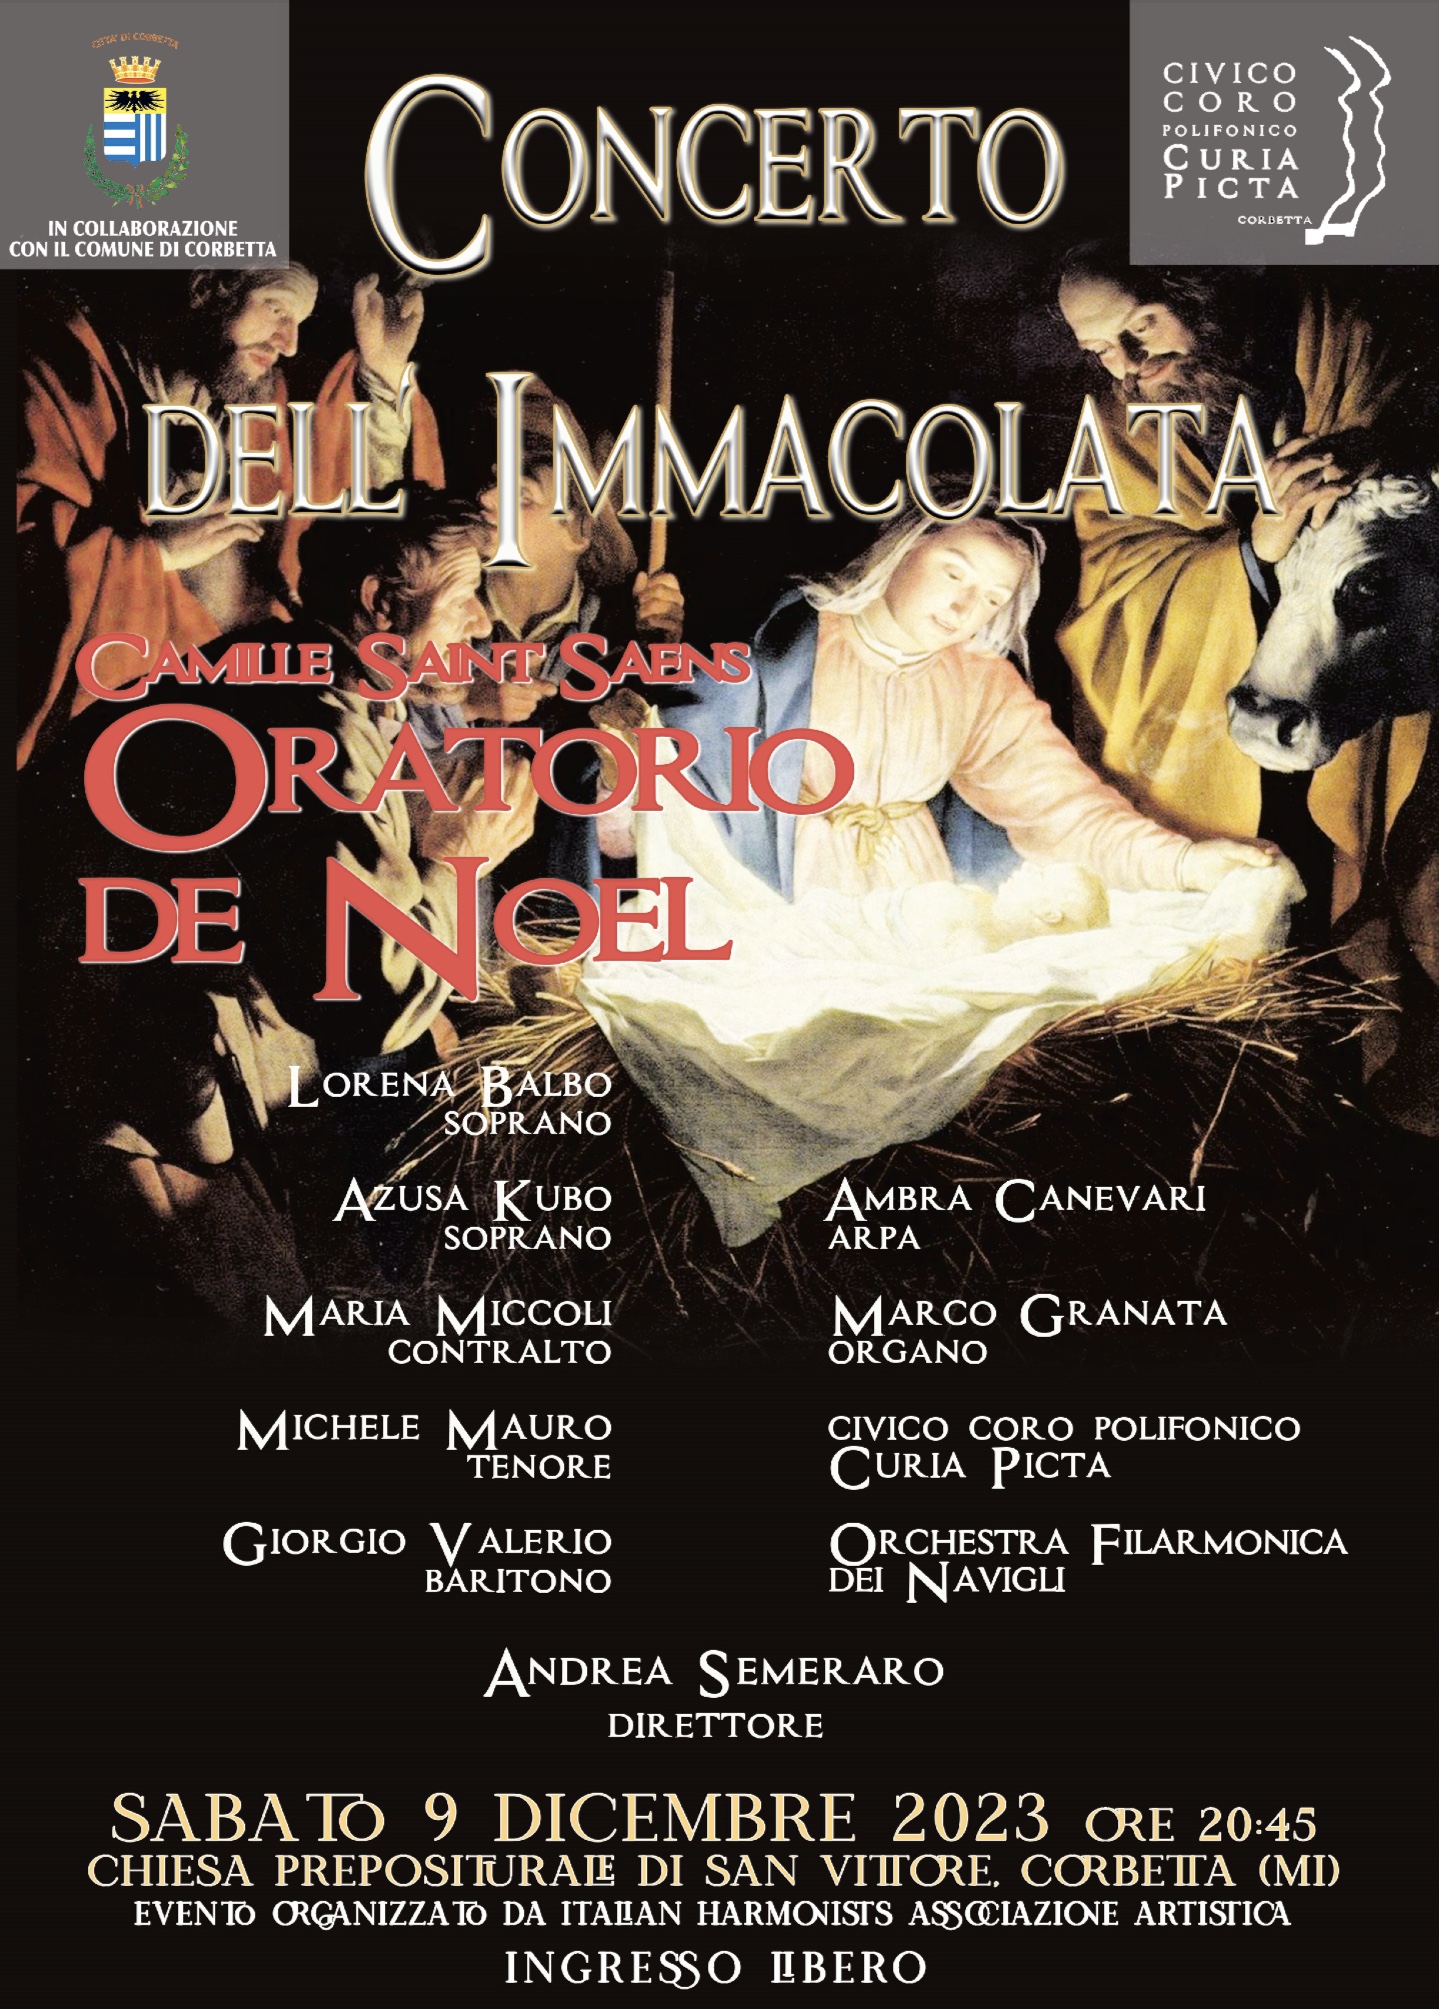 CITTA' DI CORBETTA
IN COLLABORAZIONE
CON IL COMUNE DI CORBETTA
CIVICO
CORO
POLIFONICO
CURIA
PICTA
CORBETTA
CONCERTO
DELL' IMMACOLATA
CAMILLE SAINT SAENS
ORATORIO
DE NOEL
LORENA BALBO
SOPRANO
AZUSA KUBO
SOPRANO
MARIA MICCOLI
CONTRALTO
MICHELE MAURO
TENORE
GIORGIO VALERIO
BARITONO
AMBRA CANEVARI
ARPA
MARCO GRANATA
ORGANO
CIVICO CORO POLIFONICO
CURIA PICTA
ORCHESTRA FILARMONICA
DEI NAVIGLI
ANDREA SEMERARO
DIRETTORE
SABATO 9 DICEMBRE 2023 ORE 20:45
CHIESA PREPOSITURALE DI SAN VITTORE, CORBETTA (MI)
EVENTO ORGANIZZATO DA ITALIAN HARMONISTS ASSOCIAZIONE ARTISTICA
INGRESSO LIBERO